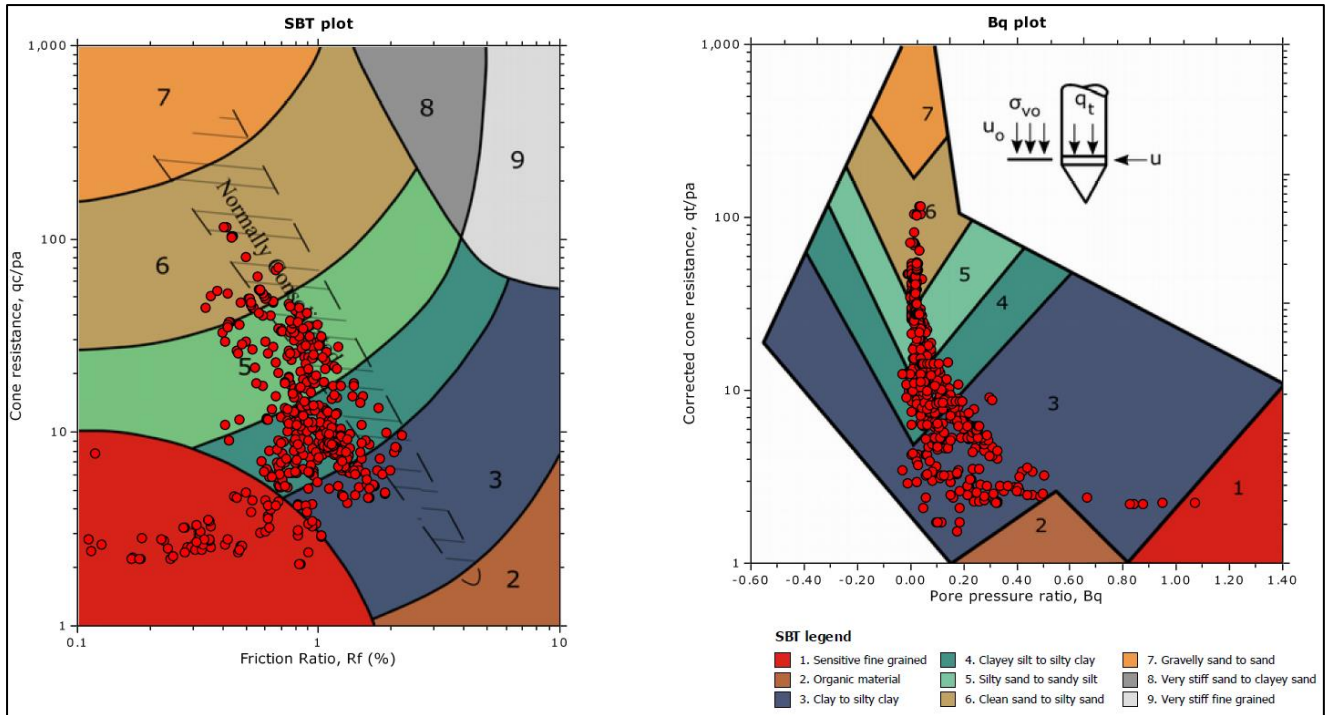 SBT plot
1,000
100
10
1
Cone resistance, qc/pa
0.1
1
10
Friction Ratio, Rf (%)
7
8
9
6
5
4
3
2
Normally
Bq plot
1,000
100
10
1
Corrected cone resistance, qt/pa
-0.60
-0.40
-0.20
0.00
0.20
0.40
0.60
0.80
1.00
1.20
1.40
Pore pressure ratio, Bq
7
6
5
4
3
2
1
σvo
uo
qt
u
SBT legend
1. Sensitive fine grained
2. Organic material
3. Clay to silty clay
4. Clayey silt to silty clay
5. Silty sand to sandy silt
6. Clean sand to silty sand
7. Gravelly sand to sand
8. Very stiff sand to clayey sand
9. Very stiff fine grained